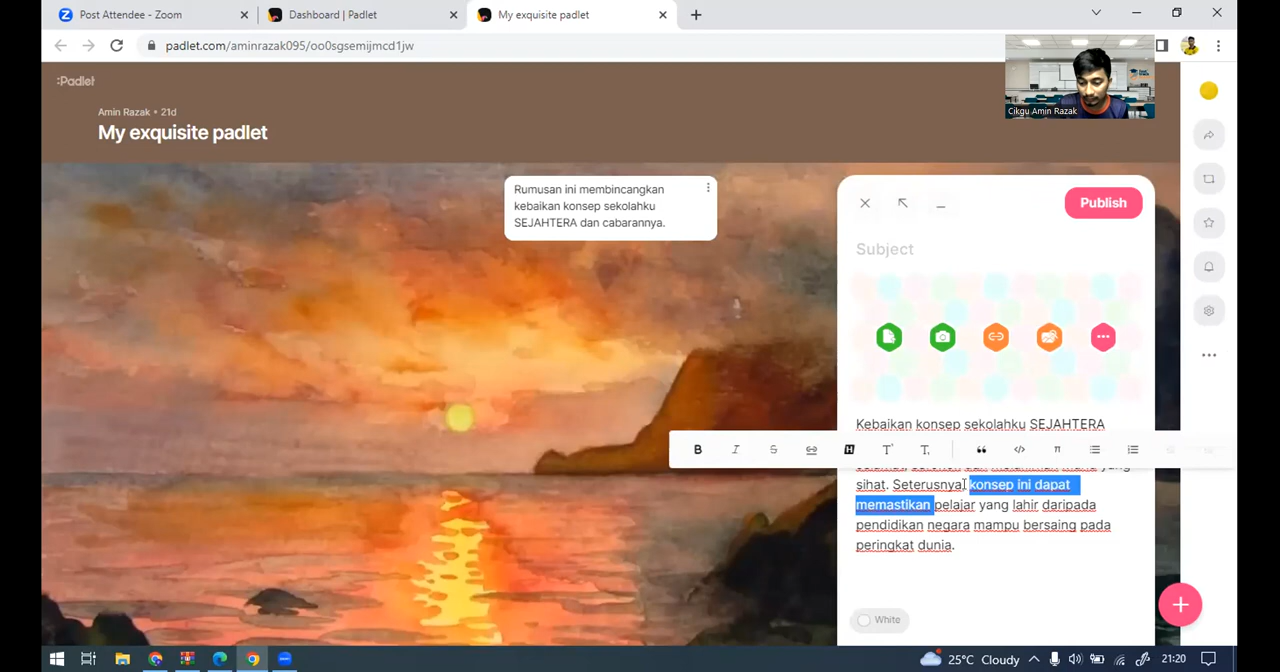 Post Attendee - Zoom
Dashboard | Padlet
My exquisite padlet
padlet.com/aminrazak095/oo0sgsemijmcd1jw
:Padlet
Amin Razak • 21d
My exquisite padlet
Cikgu Amin Razak
Rumusan ini membincangkan
kebaikan konsep sekolahku
SEJAHTERA dan cabarannya.
Publish
Subject
Kebaikan konsep sekolahku SEJAHTERA
sihat. Seterusnya, konsep ini dapat
memastikan pelajar yang lahir daripada
pendidikan negara mampu bersaing pada
peringkat dunia.
White
25°C Cloudy
21:20